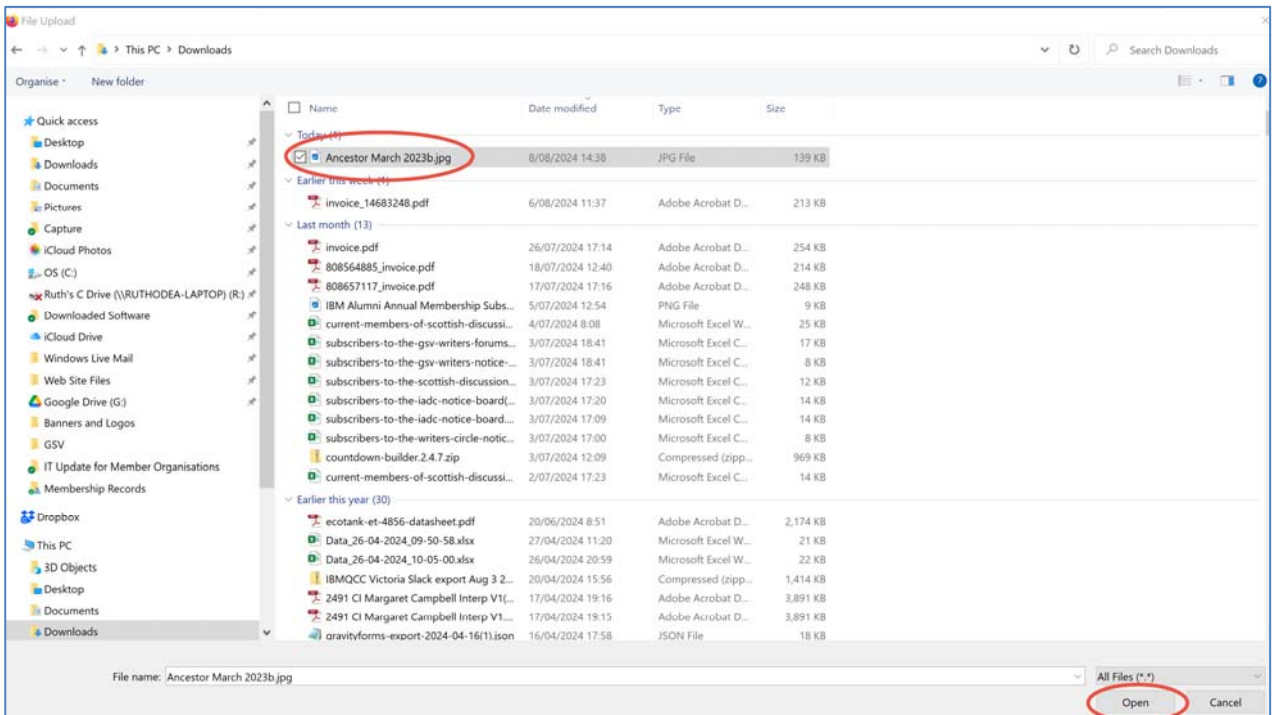 File Upload
This PC > Downloads
Search Downloads
Organise
New folder
Name Date modified Type Size
Quick access
Desktop
Downloads
Documents
Pictures
Capture
iCloud Photos
OS (C:)
Ruth's C Drive (\\RUTHODEA-LAPTOP) (R:)
Downloaded Software
iCloud Drive
Windows Live Mail
Web Site Files
Google Drive (G:)
Banners and Logos
GSV
IT Update for Member Organisations
Membership Records
Dropbox
This PC
3D Objects
Desktop
Documents
Downloads
Today (1)
Ancestor March 2023b.jpg 8/08/2024 14:38 JPG File 139 KB
Earlier this week (1)
invoice_14683248.pdf 6/08/2024 11:37 Adobe Acrobat D... 213 KB
Last month (13)
invoice.pdf 26/07/2024 17:14 Adobe Acrobat D... 254 KB
808564885_invoice.pdf 18/07/2024 12:40 Adobe Acrobat D... 214 KB
808657117_invoice.pdf 17/07/2024 17:16 Adobe Acrobat D... 248 KB
IBM Alumni Annual Membership Subs... 5/07/2024 12:54 PNG File 9 KB
current-members-of-scottish-discussi... 4/07/2024 8:08 Microsoft Excel W... 25 KB
subscribers-to-the-gsv-writers-forums... 3/07/2024 18:41 Microsoft Excel C... 17 KB
subscribers-to-the-gsv-writers-notice-... 3/07/2024 18:41 Microsoft Excel C... 8 KB
subscribers-to-the-scottish-discussion... 3/07/2024 17:23 Microsoft Excel C... 12 KB
subscribers-to-the-iadc-notice-board(... 3/07/2024 17:20 Microsoft Excel C... 14 KB
subscribers-to-the-iadc-notice-board.... 3/07/2024 17:09 Microsoft Excel C... 14 KB
subscribers-to-the-writers-circle-notic... 3/07/2024 17:00 Microsoft Excel C... 8 KB
countdown-builder.2.4.7.zip 3/07/2024 12:09 Compressed (zipp... 969 KB
current-members-of-scottish-discussi... 2/07/2024 17:23 Microsoft Excel C... 14 KB
Earlier this year (30)
ecotank-et-4856-datasheet.pdf 20/06/2024 8:51 Adobe Acrobat D... 2,174 KB
Data_26-04-2024_09-50-58.xlsx 27/04/2024 11:20 Microsoft Excel W... 21 KB
Data_26-04-2024_10-05-00.xlsx 26/04/2024 20:59 Microsoft Excel W... 22 KB
IBMQCC Victoria Slack export Aug 3 2... 20/04/2024 15:56 Compressed (zipp... 1,414 KB
2491 CI Margaret Campbell Interp V1(... 17/04/2024 19:16 Adobe Acrobat D... 3,891 KB
2491 CI Margaret Campbell Interp V1.... 17/04/2024 19:15 Adobe Acrobat D... 3,891 KB
gravityforms-export-2024-04-16(1).json 16/04/2024 17:58 JSON File 18 KB
File name: Ancestor March 2023b.jpg
All Files (*.*)
Open
Cancel